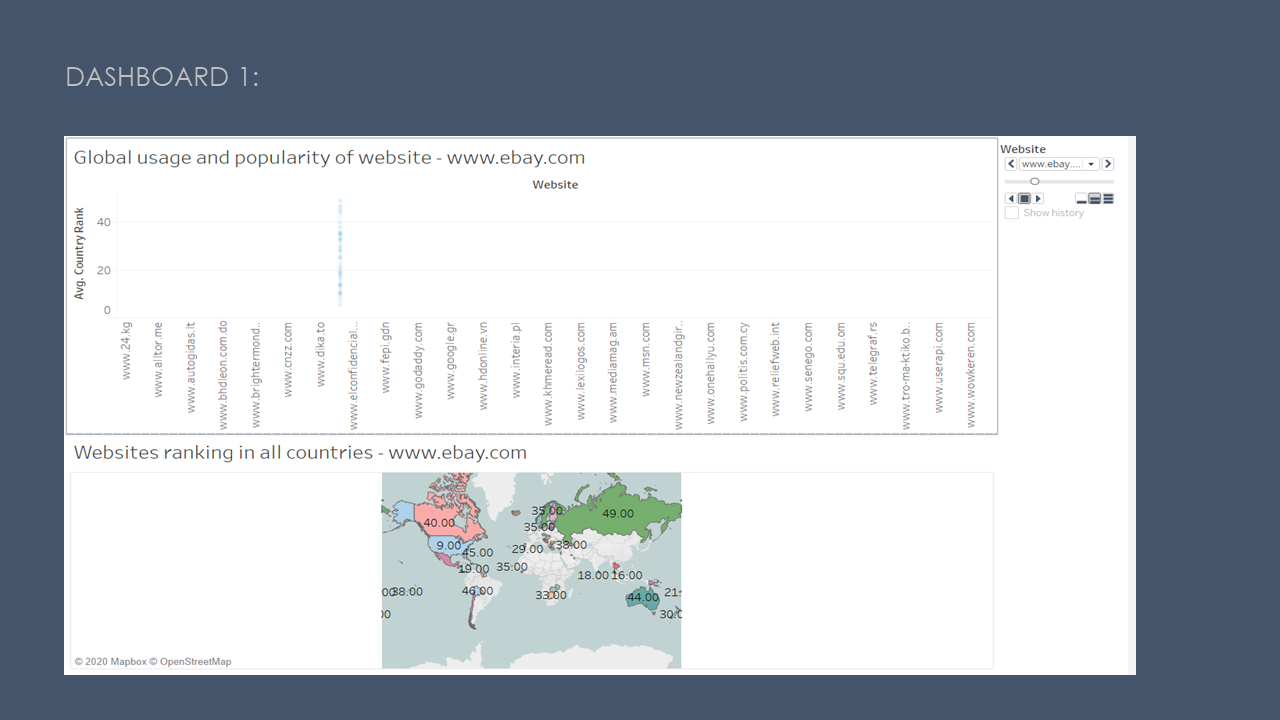 DASHBOARD 1:
Global usage and popularity of website - www.ebay.com
Website
Website
www.ebay....
Show history
Avg. Country Rank
40
20
0
www.24.kg
www.alltor.me
www.autogidas.lt
www.bhdleon.com.do
www.brightermond..
www.cnzz.com
www.dika.to
www.elconfidencial...
www.fepi.gdn
www.godaddy.com
www.google.gr
www.hdonline.vn
www.interia.pl
www.khmeread.com
www.lexilogos.com
www.mediamag.am
www.msn.com
www.newzealandgir..
www.onehallyu.com
www.politis.com.cy
www.reliefweb.int
www.senego.com
www.squ.edu.om
www.telegraf.rs
www.tro-ma-ktiko.b..
www.userapi.com
www.wowkeren.com
Websites ranking in all countries - www.ebay.com
35.00
49.00
40.00
35.00
9.00
45.00
29.00
38.00
19.00
35.00
18.00
16.00
38.00
46.00
33.00
44.00
21.
30.0
© 2020 Mapbox © OpenStreetMap